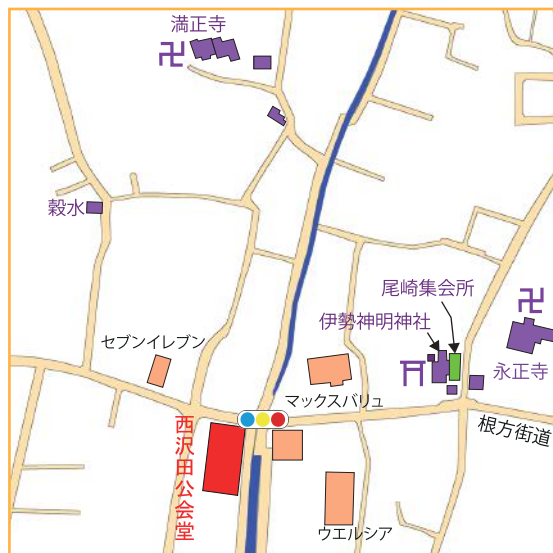 満正寺
穀水
尾崎集会所
伊勢神明神社
セブンイレブン
永正寺
マックスバリュ
根方街道
西沢田公会堂
ウエルシア